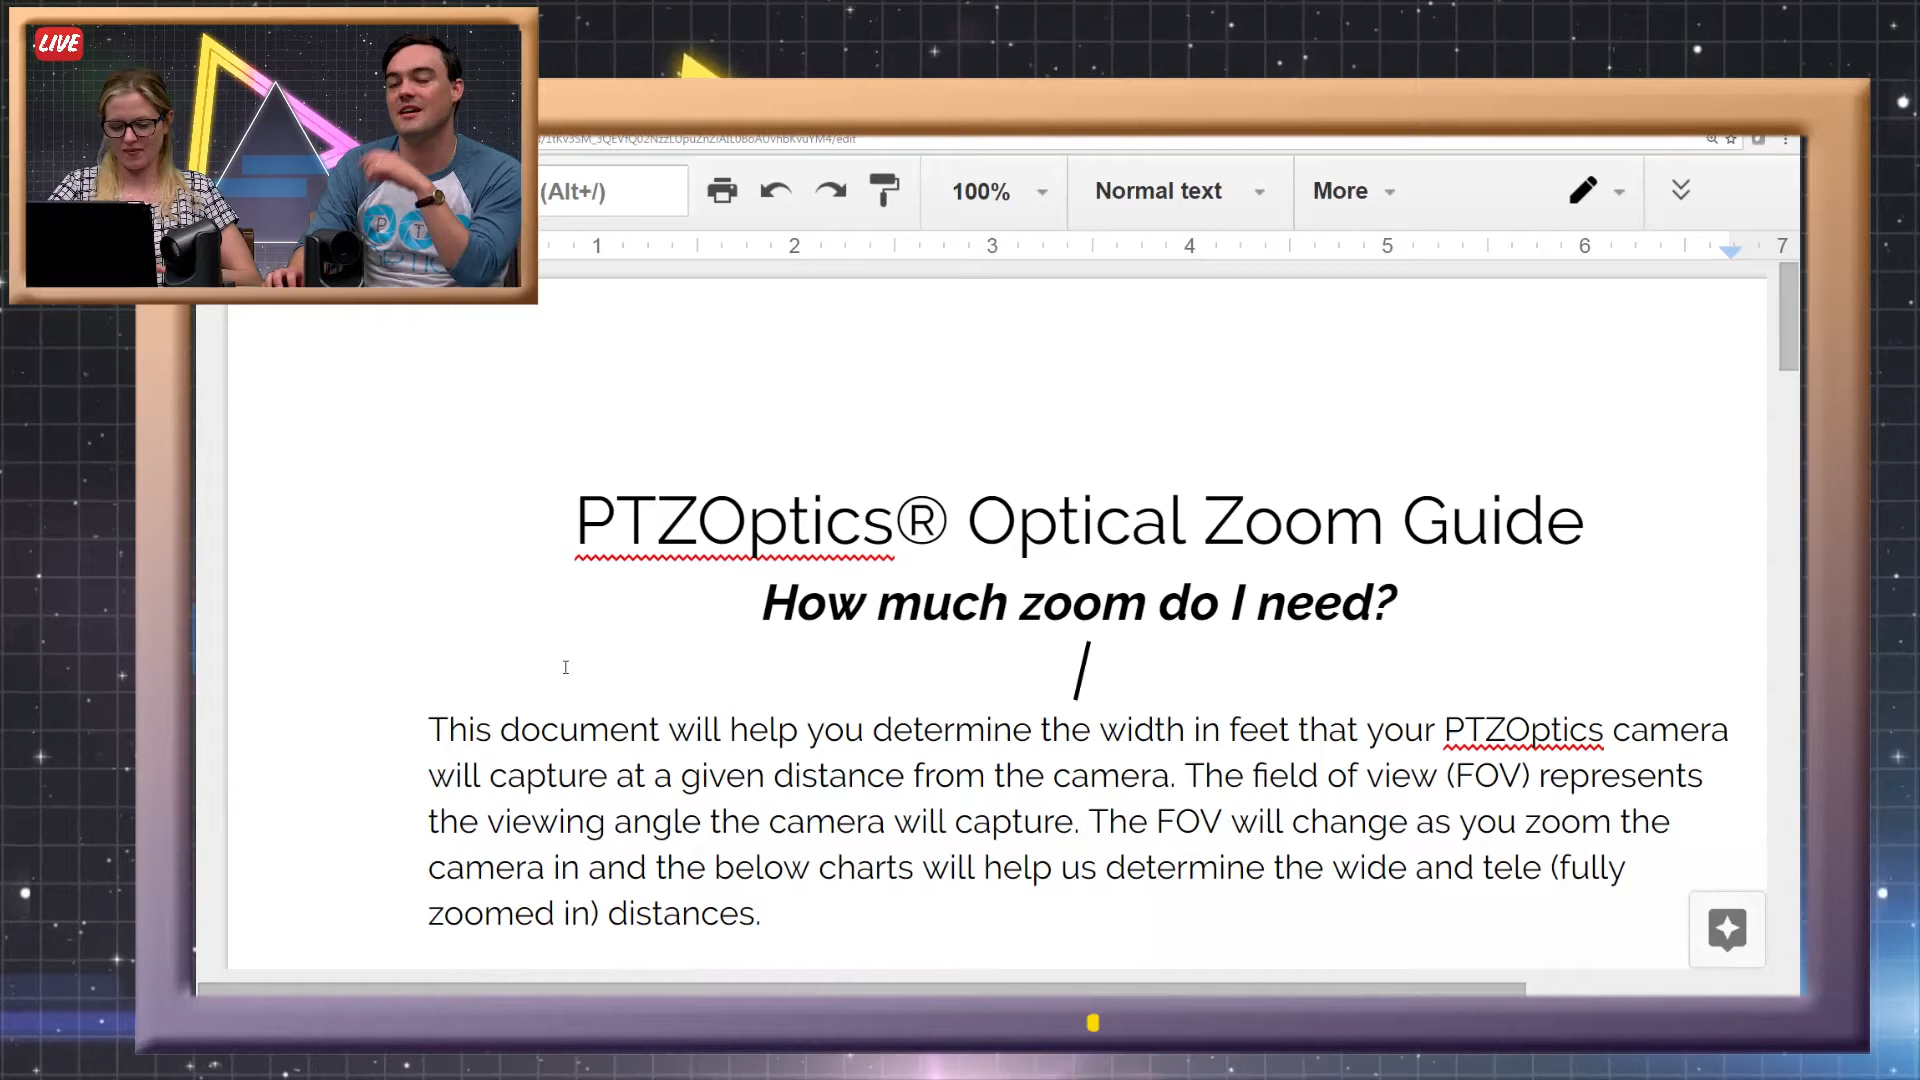 LIVE
P T
(Alt+/)
100%
Normal text
More
1 2 3 4 5 6 7
PTZOptics® Optical Zoom Guide
How much zoom do I need?
This document will help you determine the width in feet that your PTZOptics camera
will capture at a given distance from the camera. The field of view (FOV) represents
the viewing angle the camera will capture. The FOV will change as you zoom the
camera in and the below charts will help us determine the wide and tele (fully
zoomed in) distances.